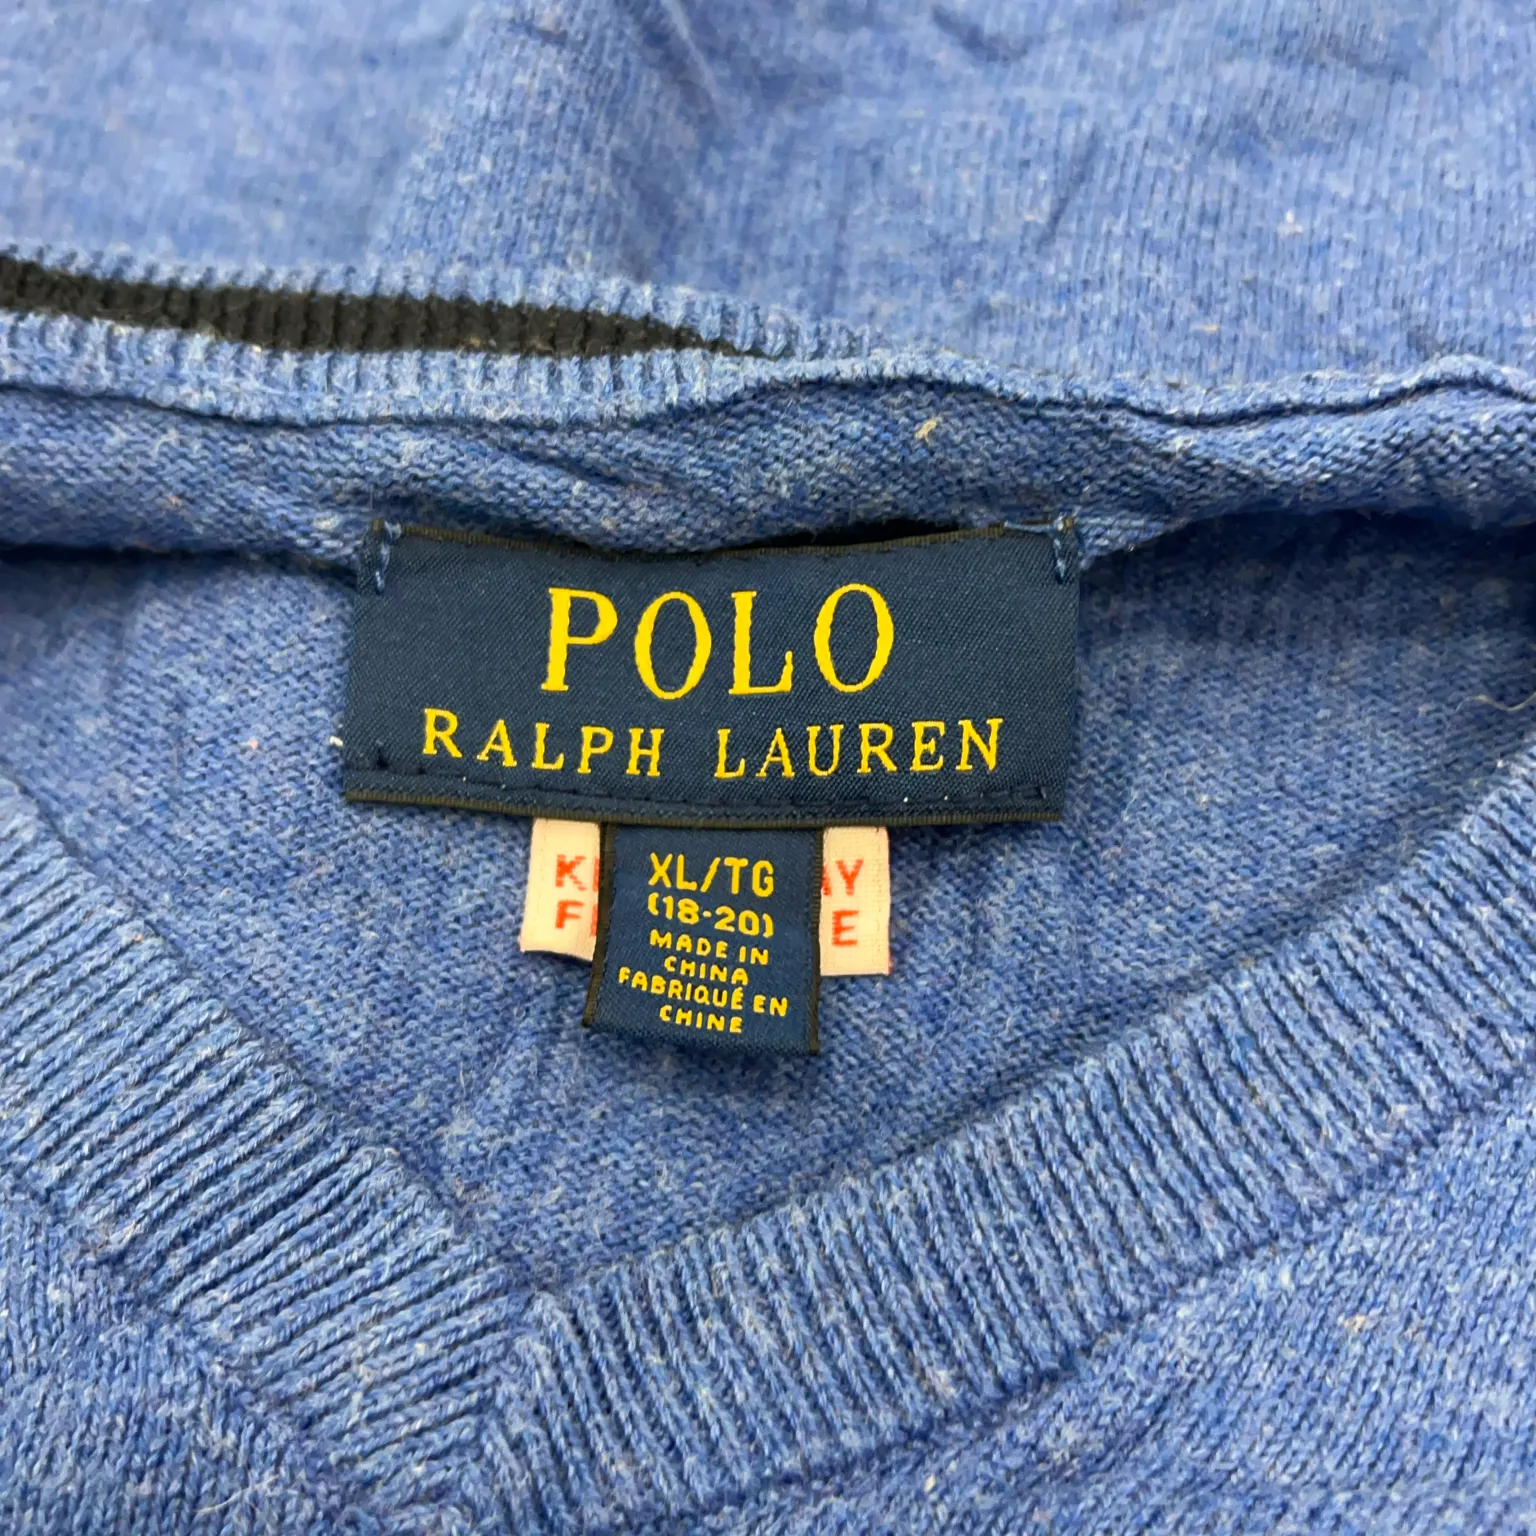 POLO
RALPH LAUREN
XL/TG
(18-20)
MADE IN
CHINA
FABRIQUÉ EN
CHINE